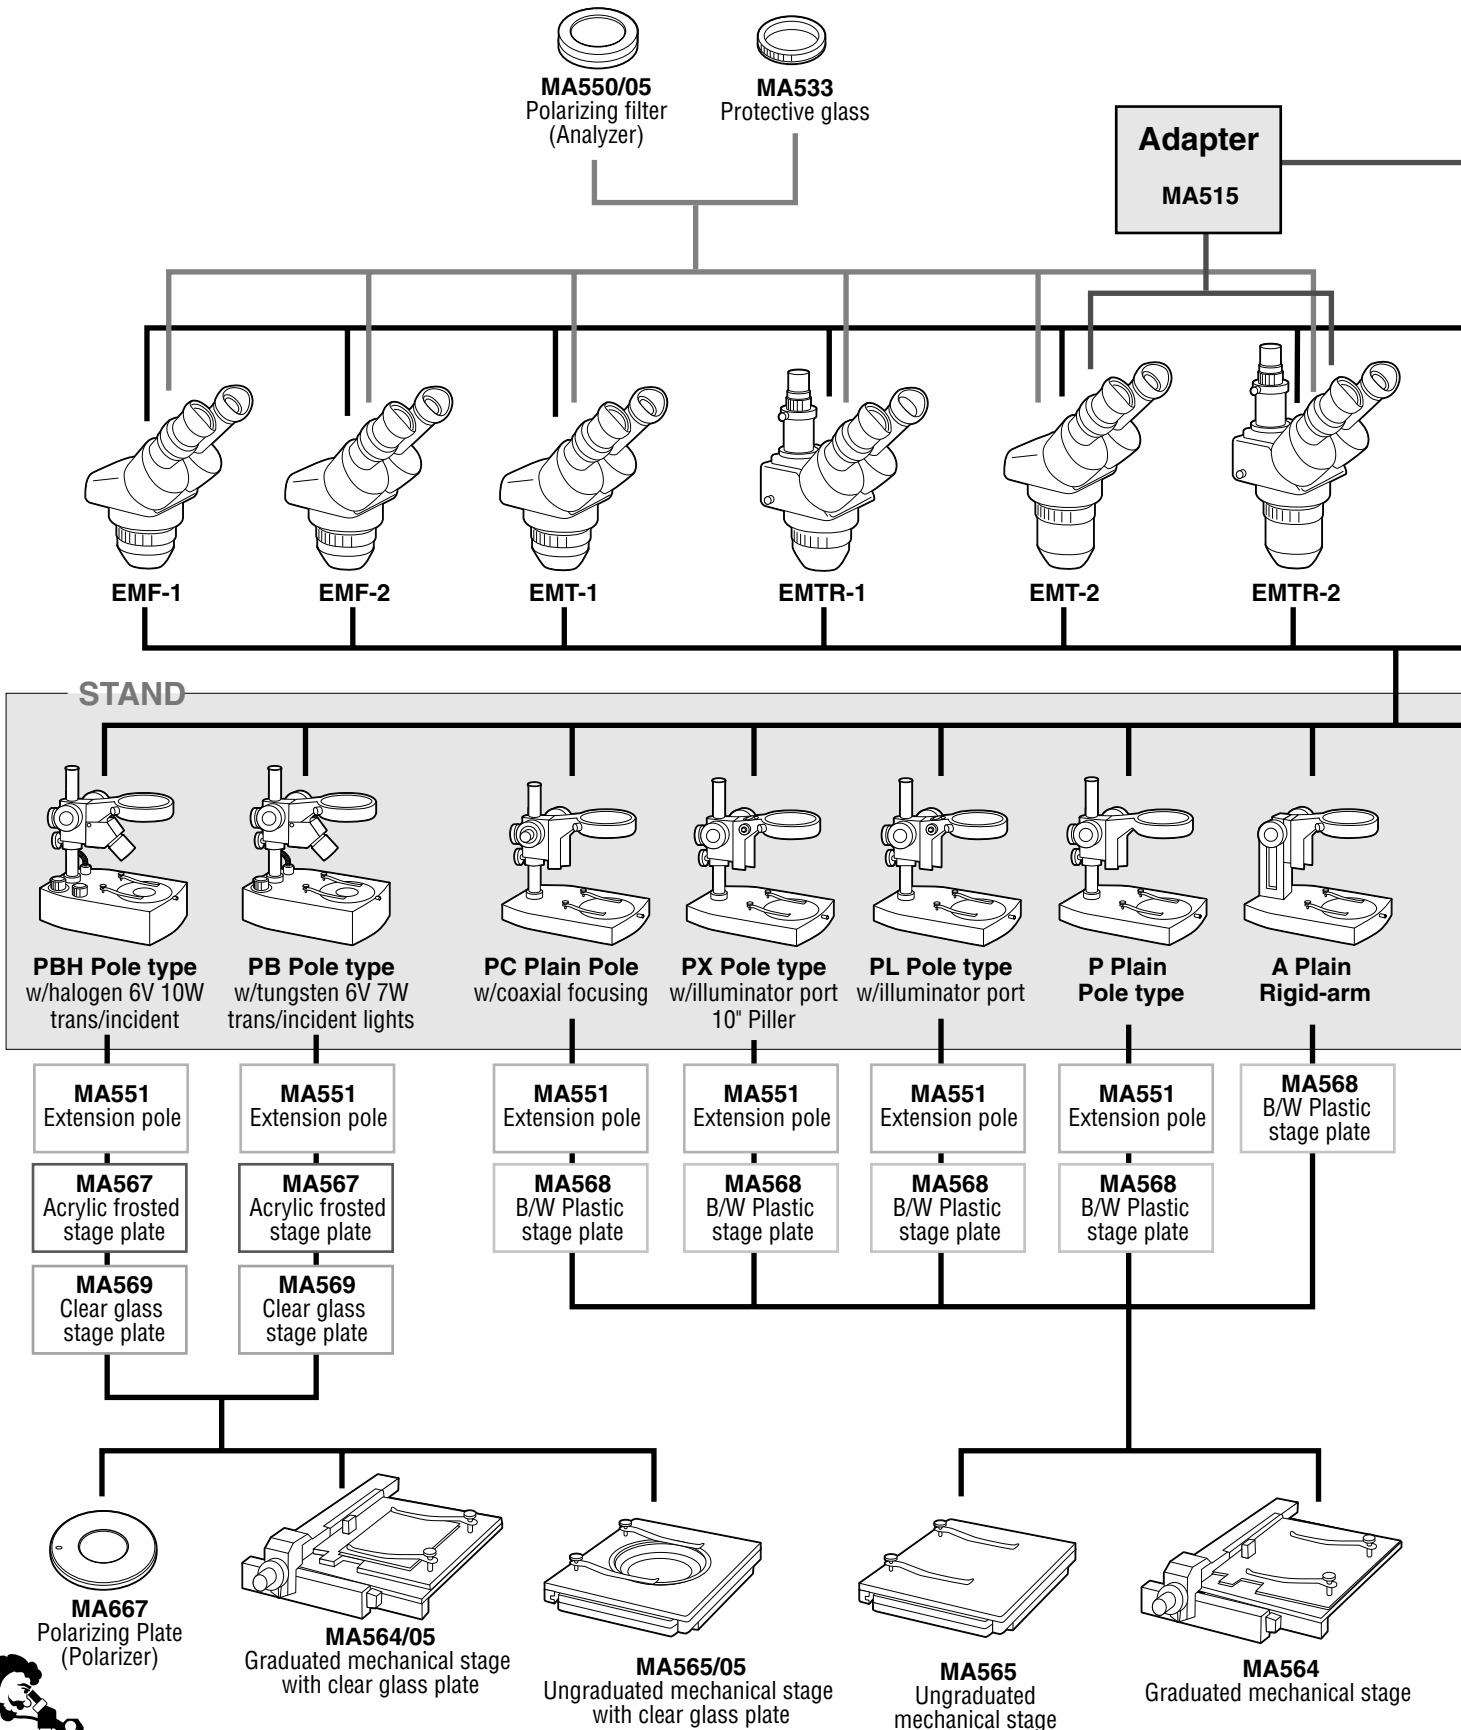 MA550/05
Polarizing filter
(Analyzer)
MA533
Protective glass
Adapter
MA515
EMF-1
EMF-2
EMT-1
EMTR-1
EMT-2
EMTR-2
STAND
PBH Pole type
w/halogen 6V 10W
trans/incident
PB Pole type
w/tungsten 6V 7W
trans/incident lights
PC Plain Pole
w/coaxial focusing
PX Pole type
w/illuminator port
10" Piller
PL Pole type
w/illuminator port
P Plain
Pole type
A Plain
Rigid-arm
MA551
Extension pole
MA551
Extension pole
MA551
Extension pole
MA551
Extension pole
MA551
Extension pole
MA551
Extension pole
MA568
B/W Plastic
stage plate
MA567
Acrylic frosted
stage plate
MA567
Acrylic frosted
stage plate
MA568
B/W Plastic
stage plate
MA568
B/W Plastic
stage plate
MA568
B/W Plastic
stage plate
MA568
B/W Plastic
stage plate
MA569
Clear glass
stage plate
MA569
Clear glass
stage plate
MA667
Polarizing Plate
(Polarizer)
MA564/05
Graduated mechanical stage
with clear glass plate
MA565/05
Ungraduated mechanical stage
with clear glass plate
MA565
Ungraduated
mechanical stage
MA564
Graduated mechanical stage